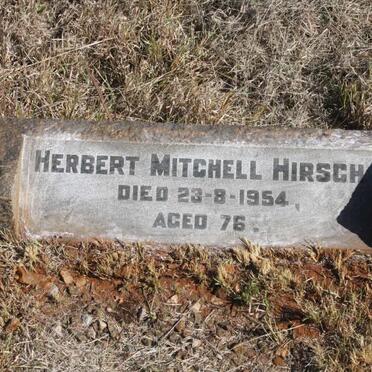 HERBERT MITCHELL HIRSCH
DIED 23-8-1954.
AGED 76.